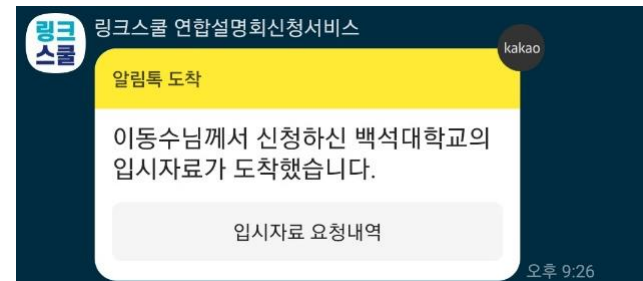 링크
스쿨
링크스쿨 연합설명회신청서비스
kakao
알림톡 도착
이동수님께서 신청하신 백석대학교의
입시자료가 도착했습니다.
입시자료 요청내역
오후 9:26